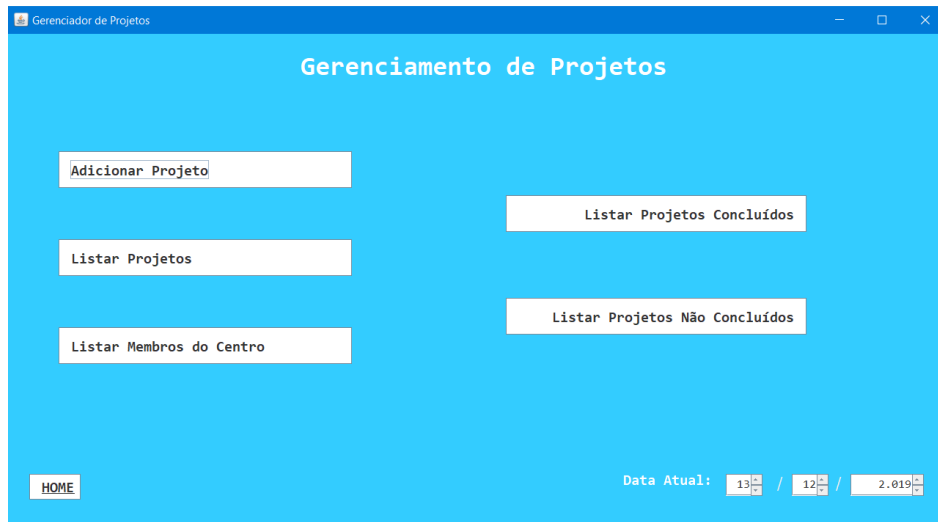 Gerenciador de Projetos
Gerenciamento de Projetos
Adicionar Projeto
Listar Projetos Concluídos
Listar Projetos
Listar Projetos Não Concluídos
Listar Membros do Centro
HOME
Data Atual: 13 / 12 / 2.019